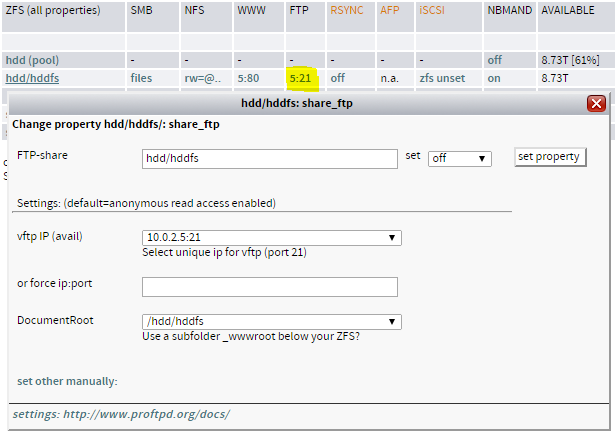 ZFS (all properties) SMB NFS WWW FTP RSYNC AFP iSCSI NBMAND AVAILABLE
hdd (pool) - - - - - - - off 8.73T [61%]
hdd/hddfs files rw=@.. 5:80 5:21 off n.a. zfs unset on 8.73T
hdd/hddfs: share_ftp
Change property hdd/hddfs/: share_ftp
FTP-share hdd/hddfs set off set property
Settings: (default=anonymous read access enabled)
vftp IP (avail) 10.0.2.5:21
Select unique ip for vftp (port 21)
or force ip:port
DocumentRoot /hdd/hddfs
Use a subfolder _wwwroot below your ZFS?
set other manually:
settings: http://www.proftpd.org/docs/